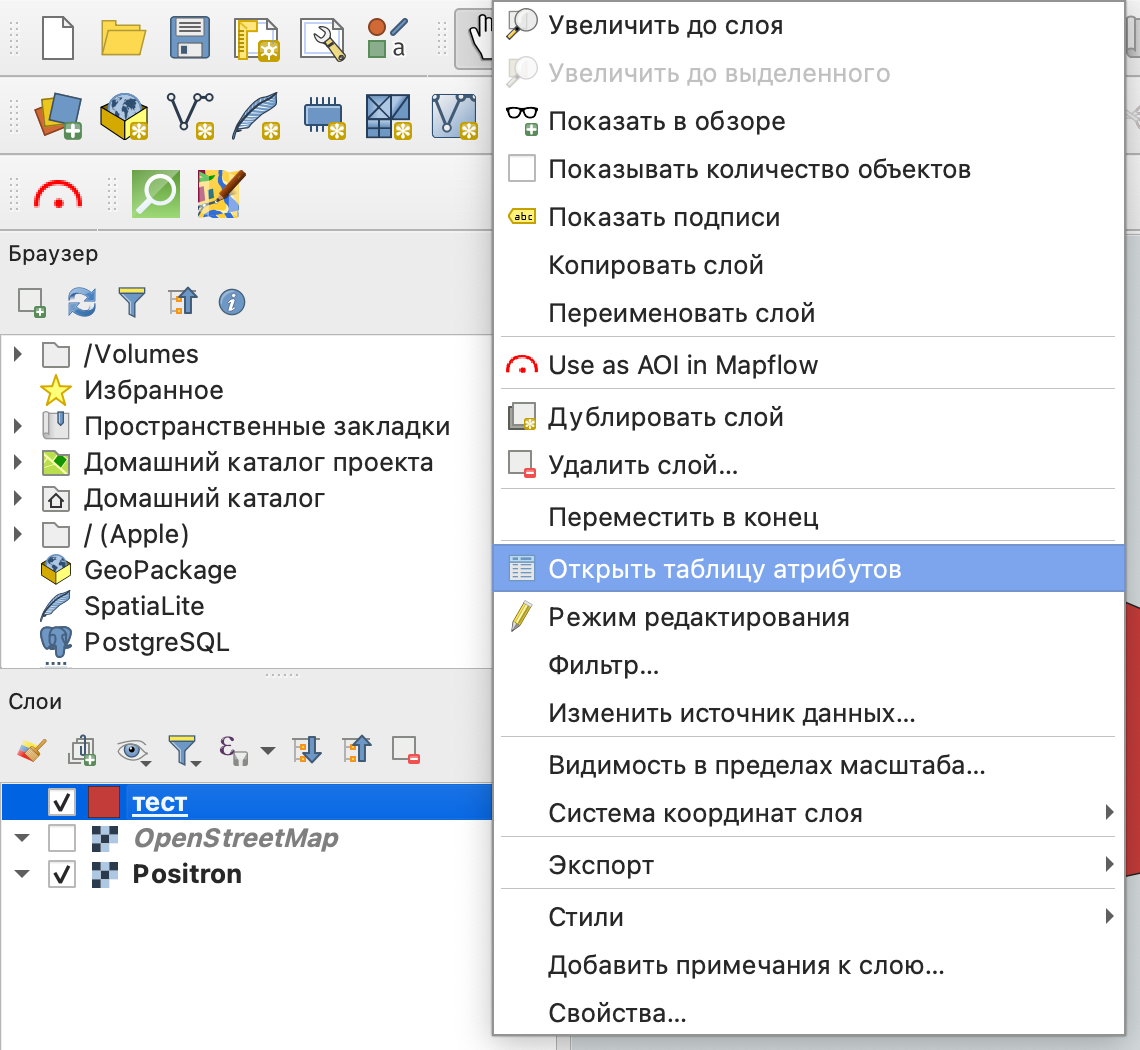 a
Браузер
/Volumes
Избранное
Пространственные закладки
Домашний каталог проекта
Домашний каталог
/ (Apple)
GeoPackage
SpatiaLite
PostgreSQL
Слои
ε
тест
OpenStreetMap
Positron
Увеличить до слоя
Увеличить до выделенного
Показать в обзоре
Показывать количество объектов
abc
Показать подписи
Копировать слой
Переименовать слой
Use as AOI in Mapflow
Дублировать слой
Удалить слой...
Переместить в конец
Открыть таблицу атрибутов
Режим редактирования
Фильтр...
Изменить источник данных...
Видимость в пределах масштаба...
Система координат слоя
Экспорт
Стили
Добавить примечания к слою...
Свойства...